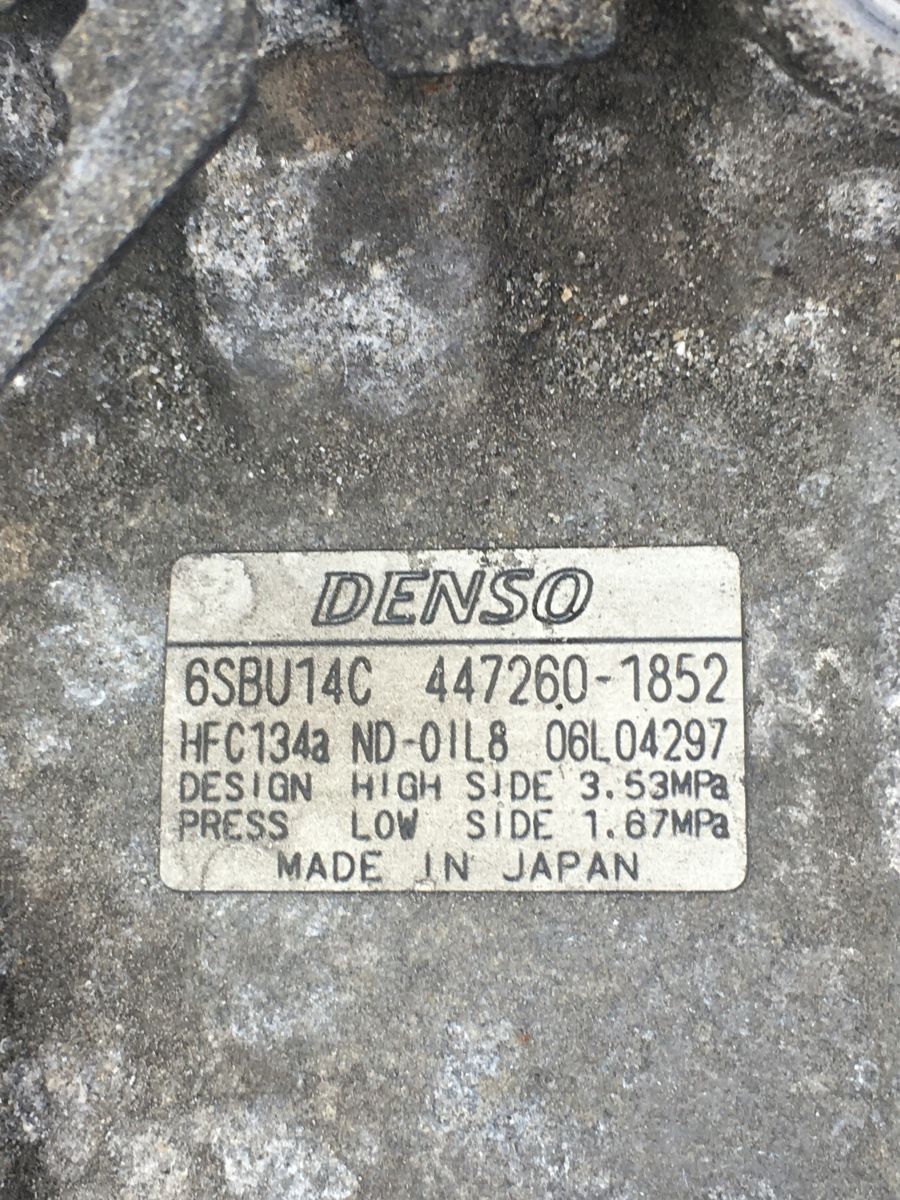 DENSO
6SBU14C 447260-1852
HFC134a ND-OIL8 06L04297
DESIGN HIGH SIDE 3.53MPa
PRESS LOW SIDE 1.67MPa
MADE IN JAPAN